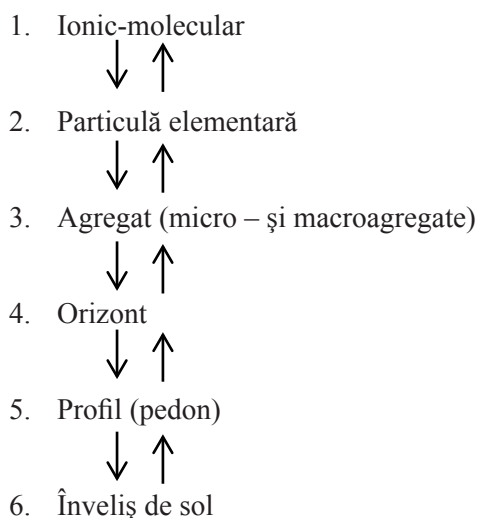 1. Ionic-molecular
2. Particulă elementară
3. Agregat (micro – şi macroagregate)
4. Orizont
5. Profil (pedon)
6. Înveliş de sol